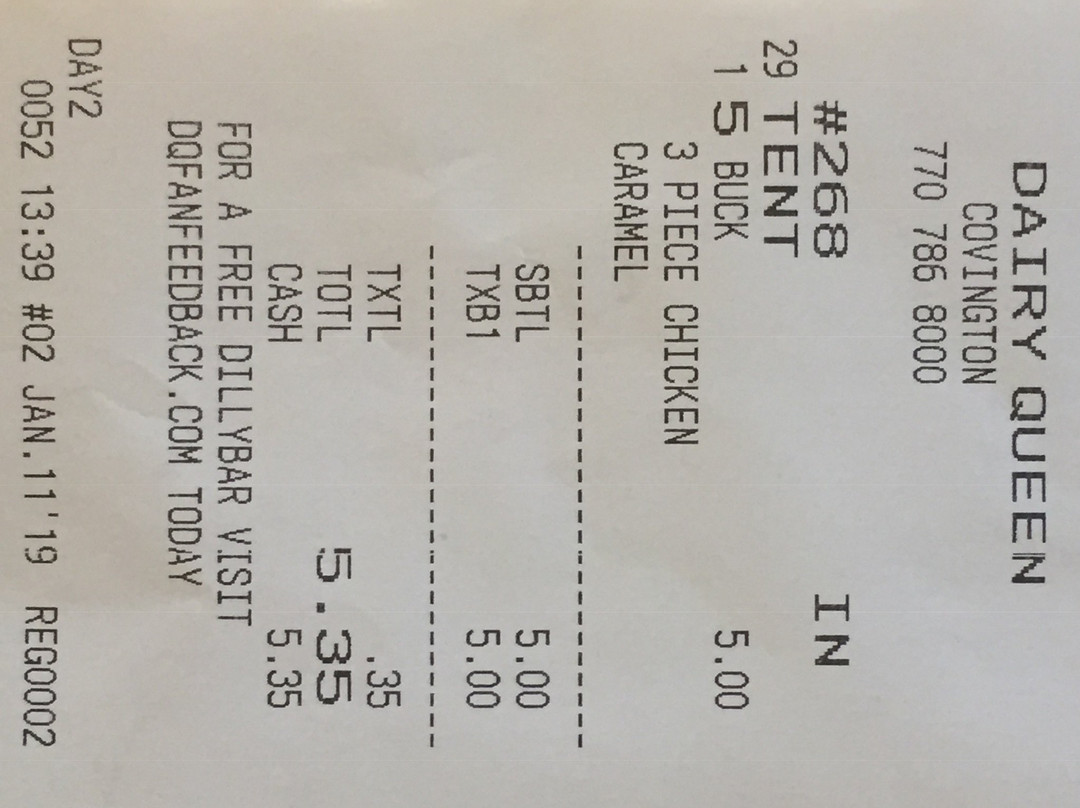 DAIRY QUEEN
COVINGTON
770 786 8000
#268 IN
29 TENT
1 5 BUCK 5.00
3 PIECE CHICKEN
CARAMEL
--------------------------------
SBTL 5.00
TXB1 5.00
--------------------------------
TXTL .35
TOTL 5.35
CASH 5.35
FOR A FREE DILLYBAR VISIT
DQFANFEEDBACK.COM TODAY
DAY2
0052 13:39 #02 JAN.11'19 REG0002